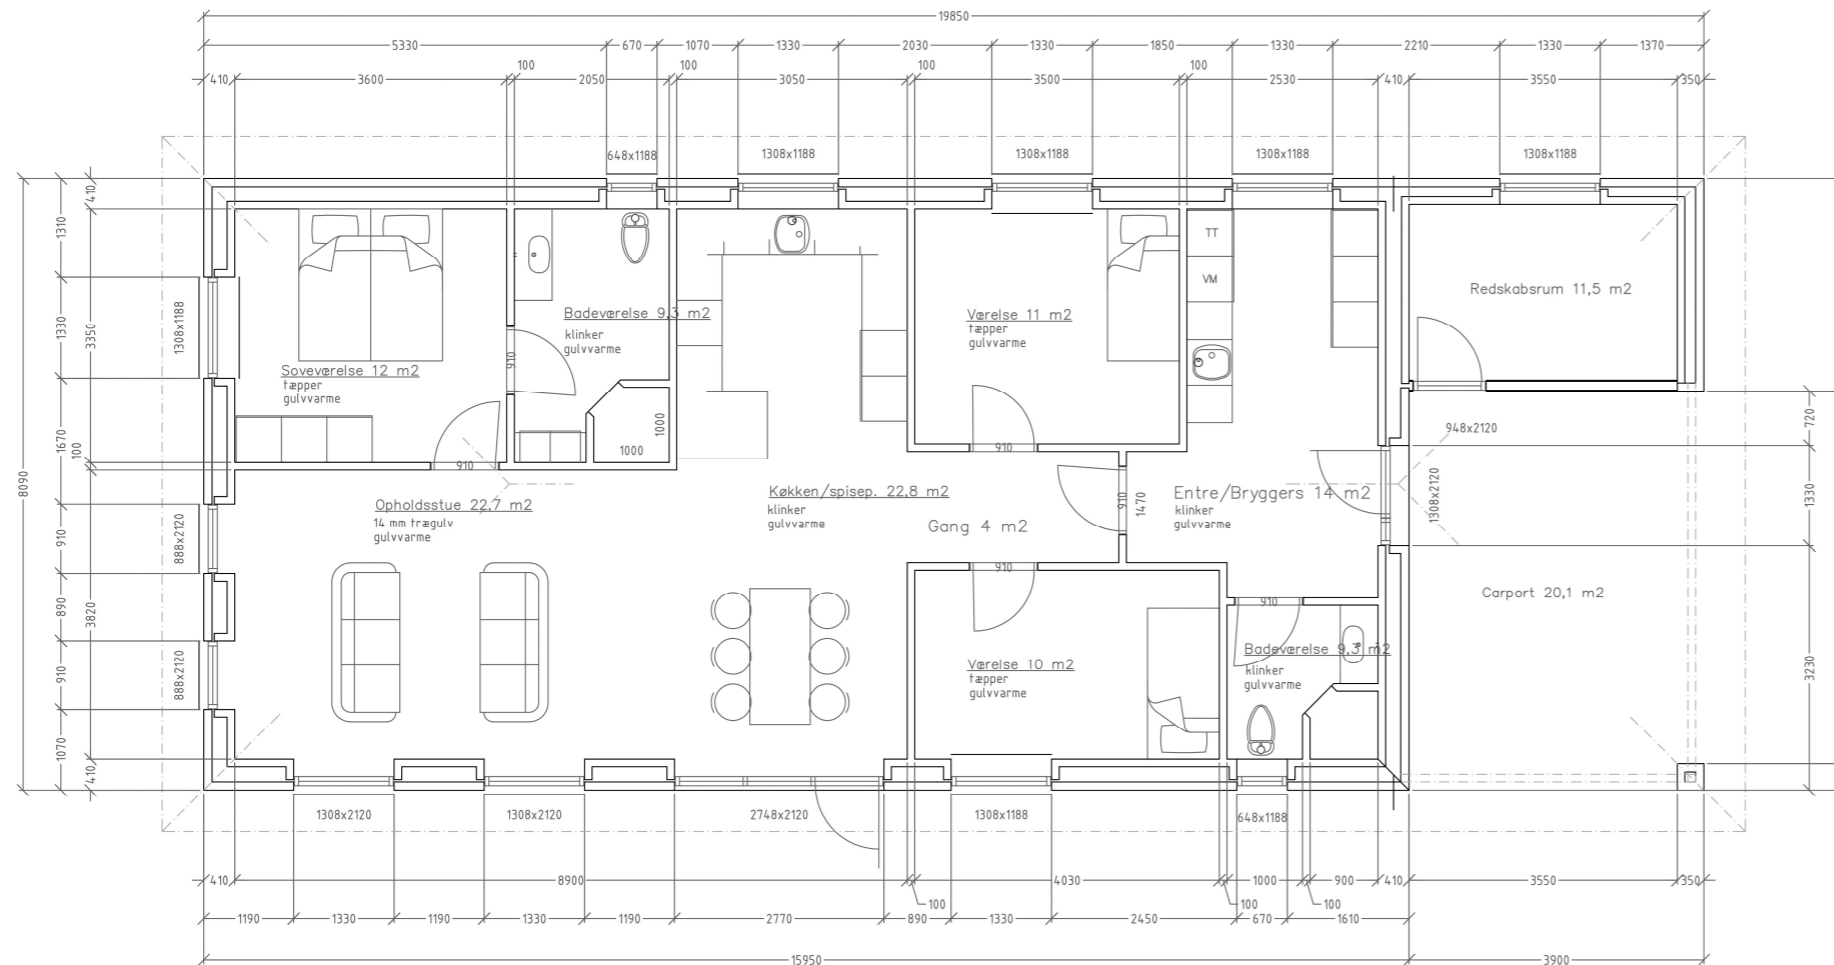 19850
5330 670 1070 1330 2030 1330 1850 1330 2210 1330 1370
100 100 100 100
410 3600 2050 3050 3500 2530 410 3550 350
648x1188 1308x1188 1308x1188 1308x1188 1308x1188
8090
410
1310
1330
1670
910
890
910
1070
3350
100
3820
410
1308x1188
888x2120
888x2120
Soveværelse 12 m2
tæpper
gulvvarme
910
Badeværelse 9,3 m2
klinker
gulvvarme
910
1000
1000
Værelse 11 m2
tæpper
gulvvarme
910
TT
VM
Redskabsrum 11,5 m2
948x2120
1308x2120
Opholdsstue 22,7 m2
14 mm trægulv
gulvvarme
Køkken/spisep. 22,8 m2
klinker
gulvvarme
Gang 4 m2
910
1470
Entre/Bryggers 14 m2
klinker
gulvvarme
Carport 20,1 m2
910
Værelse 10 m2
tæpper
gulvvarme
910
Badeværelse 9,3 m2
klinker
gulvvarme
720
1330
3230
1308x2120 1308x2120 2748x2120 1308x1188 648x1188
410 8900 4030 1000 900 410 3550 350
100 100 100
1190 1330 1190 1330 1190 2770 890 1330 2450 670 1610
15950 3900